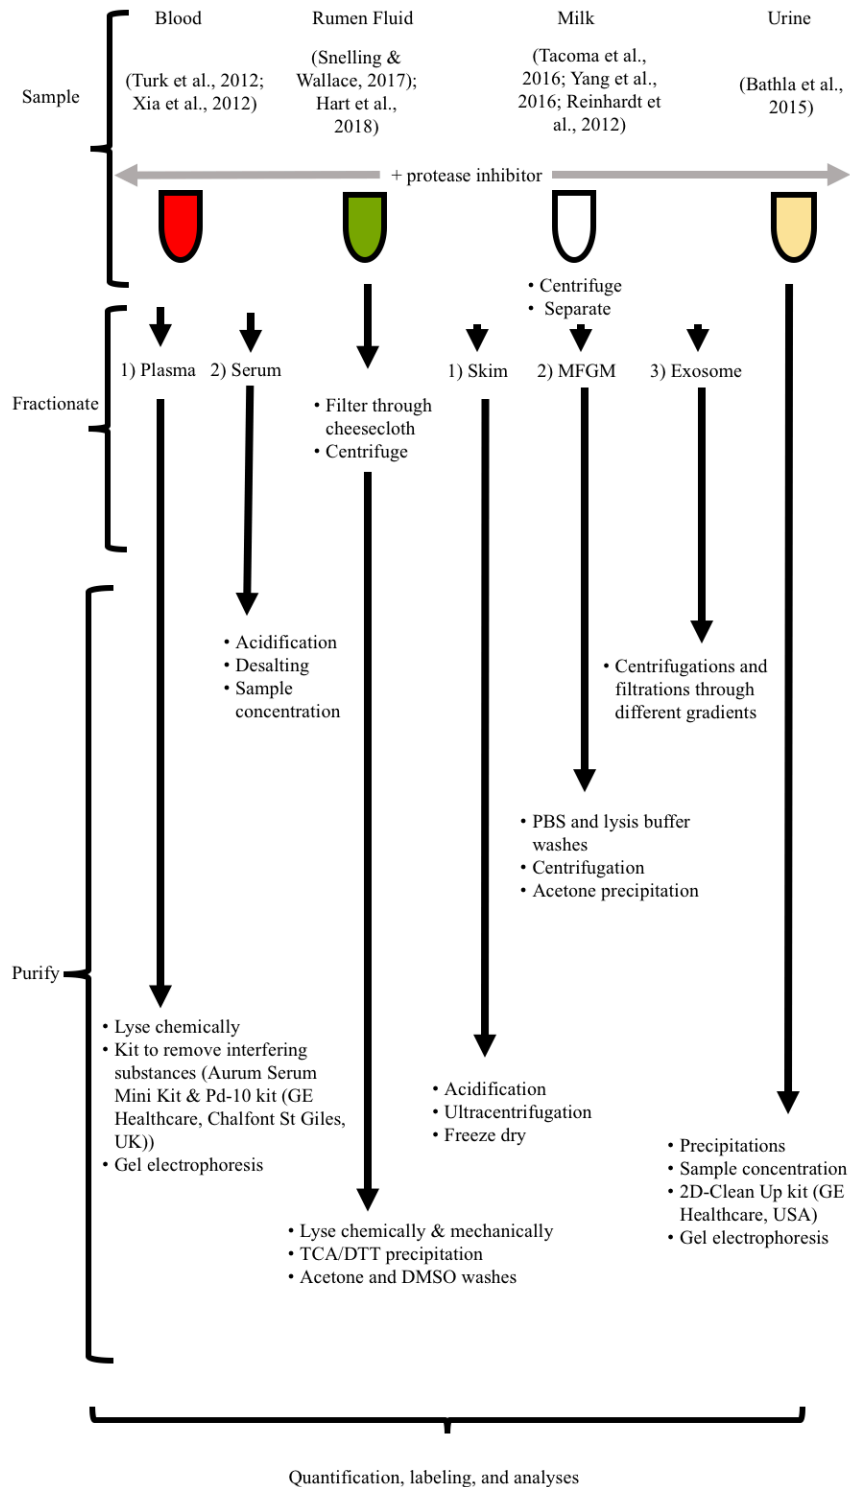 Blood
Rumen Fluid
Milk
Urine
Sample
(Turk et al., 2012;
Xia et al., 2012)
(Snelling &
Wallace, 2017);
Hart et al.,
2018)
(Tacoma et al.,
2016; Yang et al.,
2016; Reinhardt et
al., 2012)
(Bathla et al.,
2015)
+ protease inhibitor
• Centrifuge
• Separate
Fractionate
1) Plasma
2) Serum
• Filter through
cheesecloth
• Centrifuge
1) Skim
2) MFGM
3) Exosome
Purify
• Acidification
• Desalting
• Sample
concentration
• Centrifugations and
filtrations through
different gradients
• PBS and lysis buffer
washes
• Centrifugation
• Acetone precipitation
• Lyse chemically
• Kit to remove interfering
substances (Aurum Serum
Mini Kit & Pd-10 kit (GE
Healthcare, Chalfont St Giles,
UK))
• Gel electrophoresis
• Acidification
• Ultracentrifugation
• Freeze dry
• Precipitations
• Sample concentration
• 2D-Clean Up kit (GE
Healthcare, USA)
• Gel electrophoresis
• Lyse chemically & mechanically
• TCA/DTT precipitation
• Acetone and DMSO washes
Quantification, labeling, and analyses